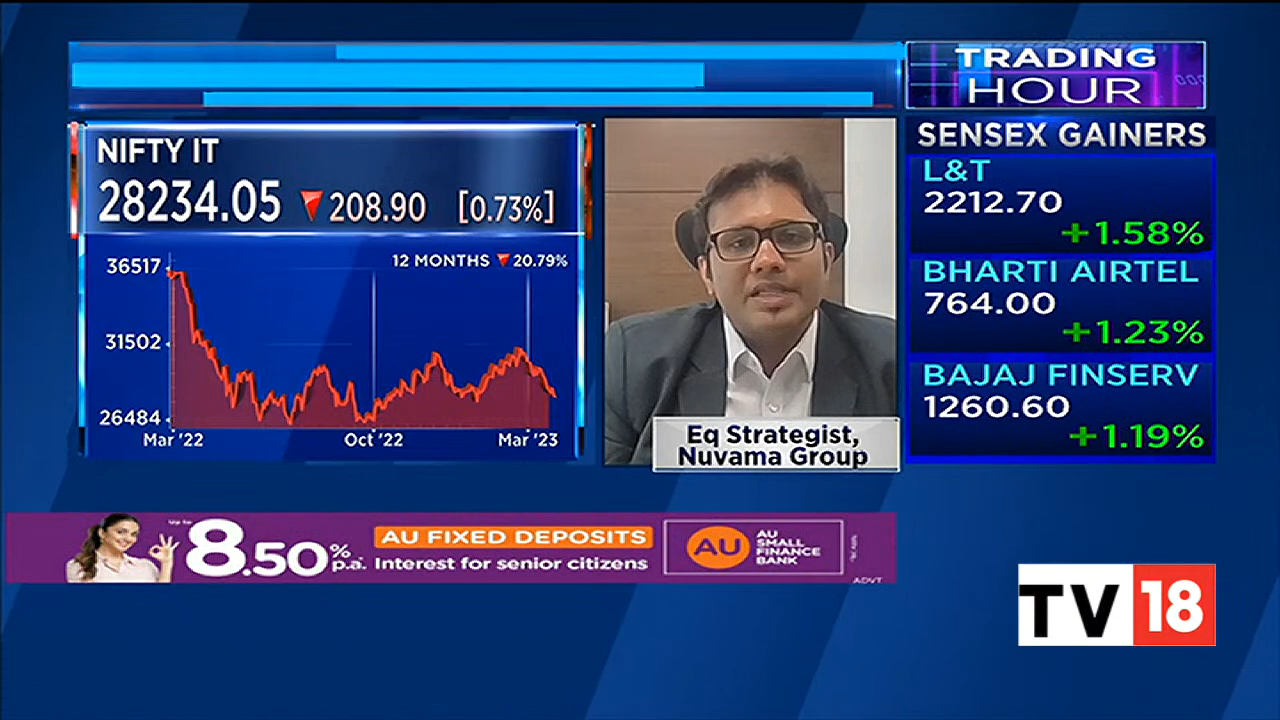 TRADING
HOUR
NIFTY IT
28234.05 ▼ 208.90 [0.73%]
12 MONTHS ▼ 20.79%
36517
31502
26484
Mar '22
Oct '22
Mar '23
Eq Strategist,
Nuvama Group
SENSEX GAINERS
L&T
2212.70
+1.58%
BHARTI AIRTEL
764.00
+1.23%
BAJAJ FINSERV
1260.60
+1.19%
Up to
8.50% p.a.
AU FIXED DEPOSITS
Interest for senior citizens
AU
AU
SMALL
FINANCE
BANK
ADVT
TV18